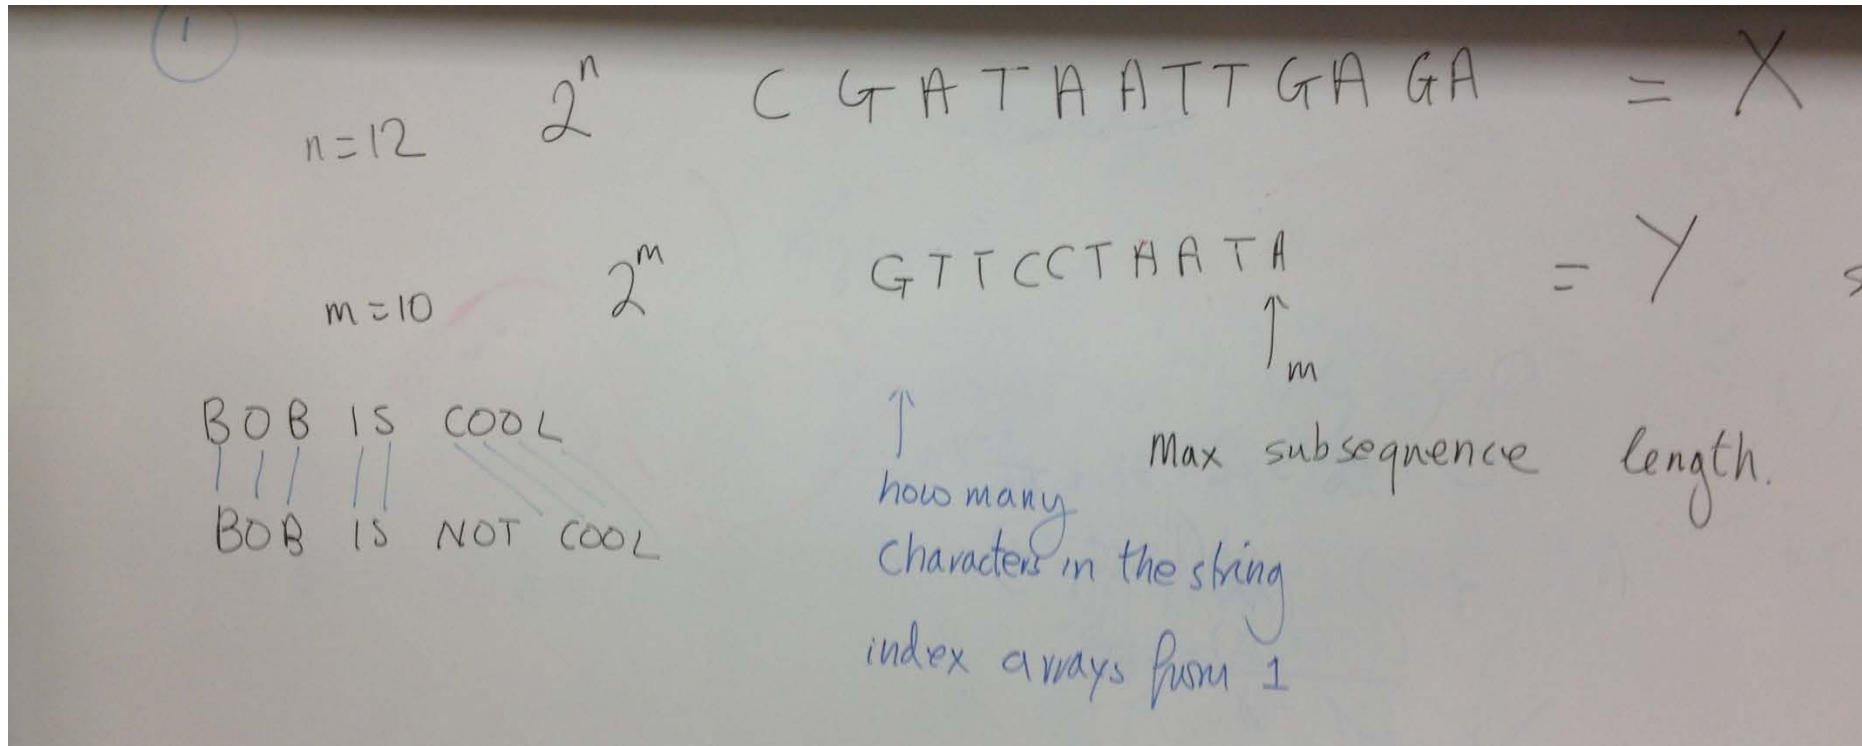 1
n=12 2^n C G A T A A T T G A G A = X
m=10 2^m G T T C C T A A T A = Y
m
BOB IS COOL
BOB IS NOT COOL
Max subsequence length.
how many
characters in the string
index arrays from 1